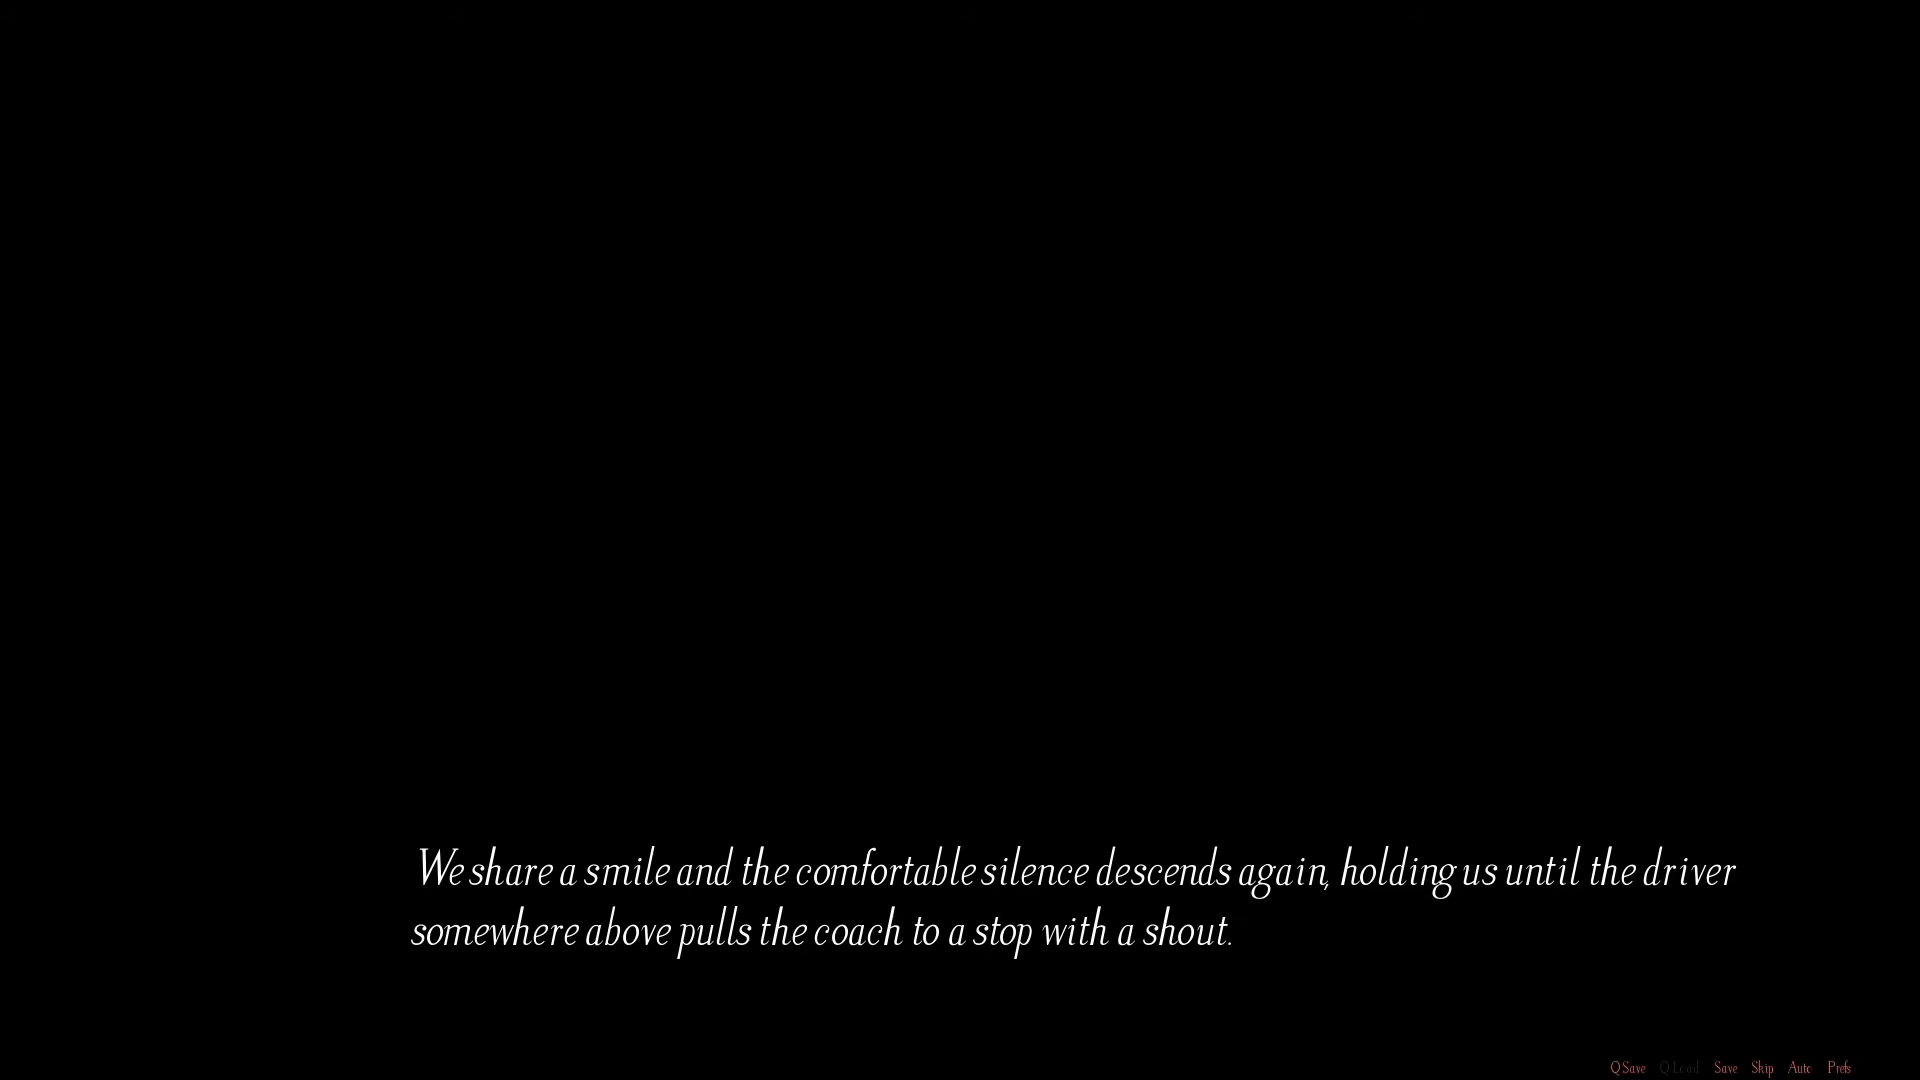 We share a smile and the comfortable silence descends again, holding us until the driver
somewhere above pulls the coach to a stop with a shout.
Q.Save Q.Load Save Skip Auto Prefs